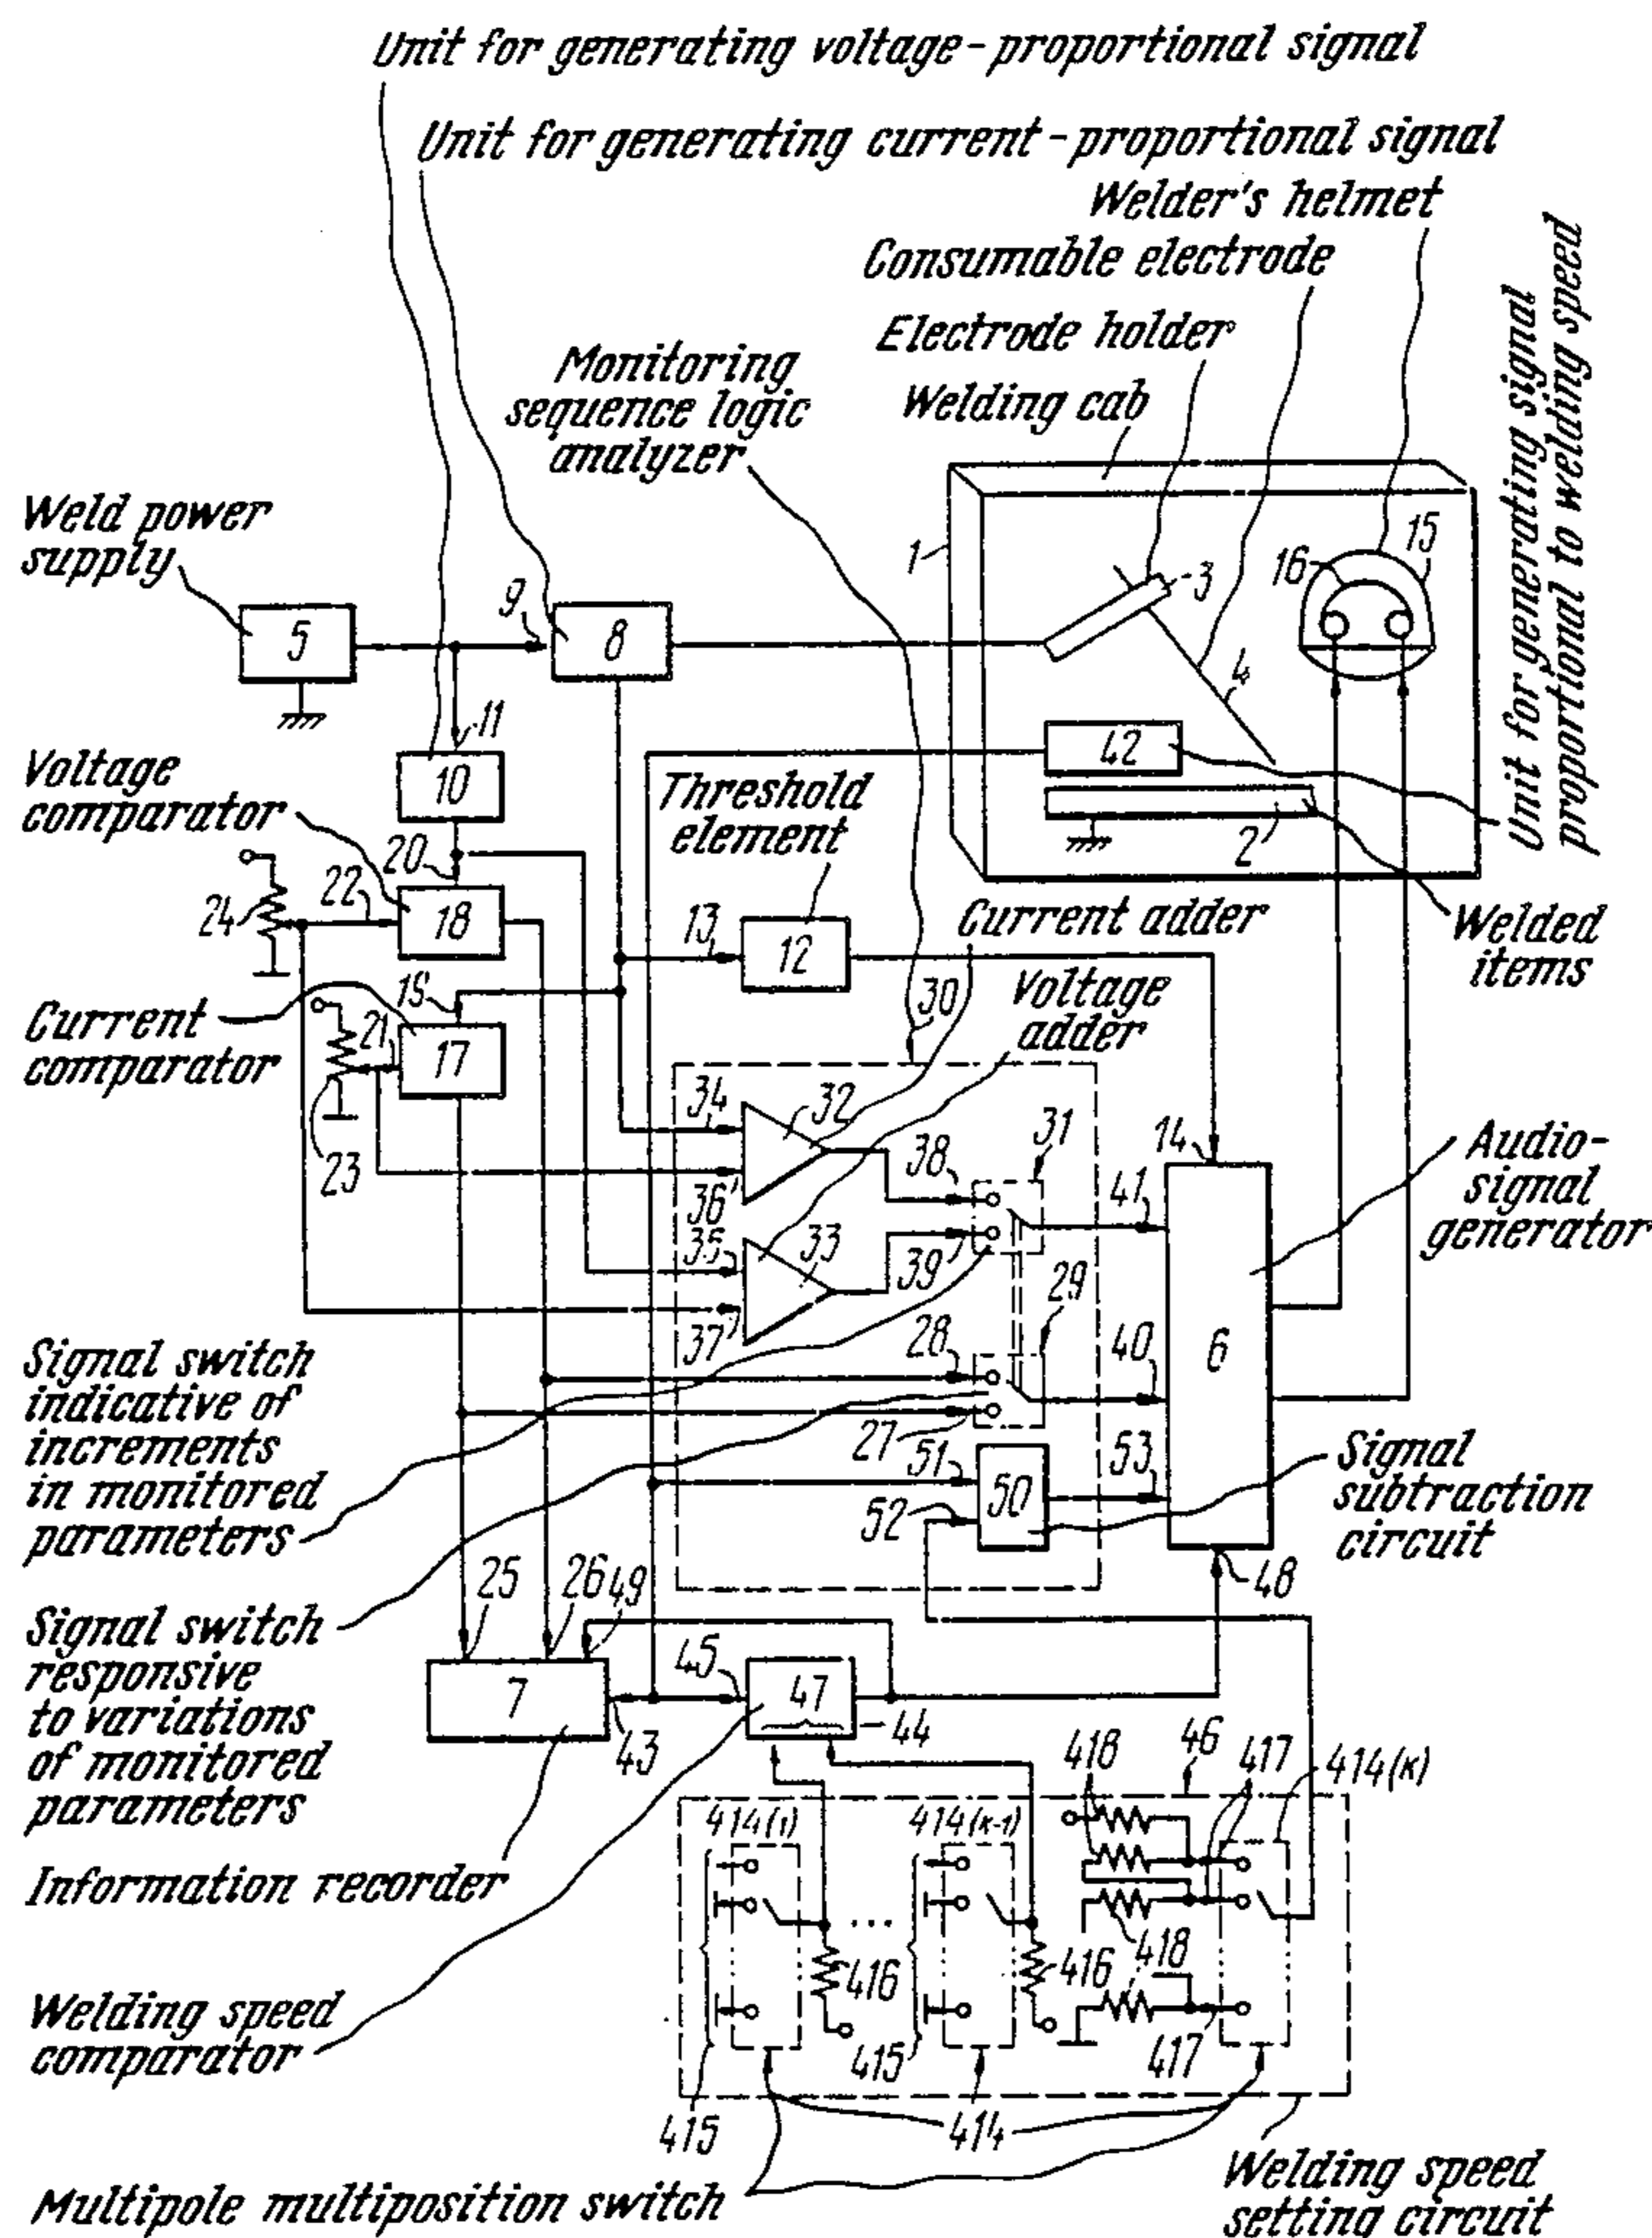 Unit for generating voltage-proportional signal
Unit for generating current-proportional signal
Welder's helmet
Consumable electrode
Electrode holder
Welding cab
Monitoring
sequence logic
analyzer
Unit for generating signal
proportional to welding speed
Weld power
supply
1
3
16
15
5
9
8
4
11
42
10
2
Voltage
comparator
Threshold
element
20
22
24
18
13
12
Current adder
Welded
items
Current
comparator
19
21
17
23
30
Voltage
adder
34
32
36
38
31
14
41
Audio-
signal
generator
35
33
37
39
29
28
40
6
27
Signal switch
indicative of
increments
in monitored
parameters
51
50
53
52
Signal
subtraction
circuit
48
25
26
49
Signal switch
responsive
to variations
of monitored
parameters
7
43
45
47
44
418
46
417
414(к)
414(1)
414(к-1)
...
Information recorder
416
416
418
417
415
415
414
Welding speed
comparator
Multipole multiposition switch
Welding speed
setting circuit